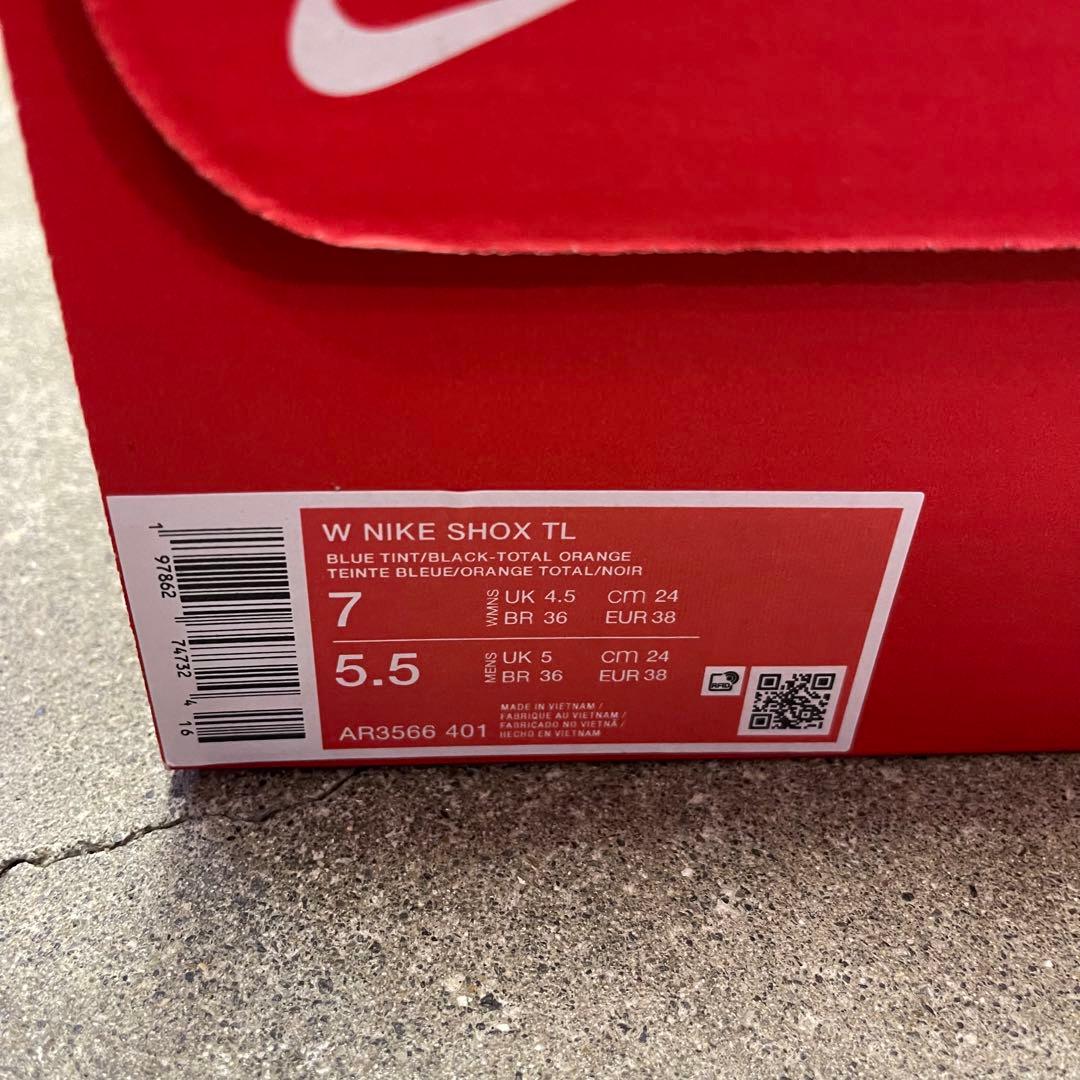 W NIKE SHOX TL
BLUE TINT/BLACK-TOTAL ORANGE
TEINTE BLEUE/ORANGE TOTAL/NOIR
7 WMNS UK 4.5 cm 24
BR 36 EUR 38
5.5 MENS UK 5 cm 24
BR 36 EUR 38
AR3566 401
MADE IN VIETNAM /
FABRIQUE AU VIETNAM /
FABRICADO NO VIETNÃ /
HECHO EN VIETNAM
RFID
1 97862 74732 4 16